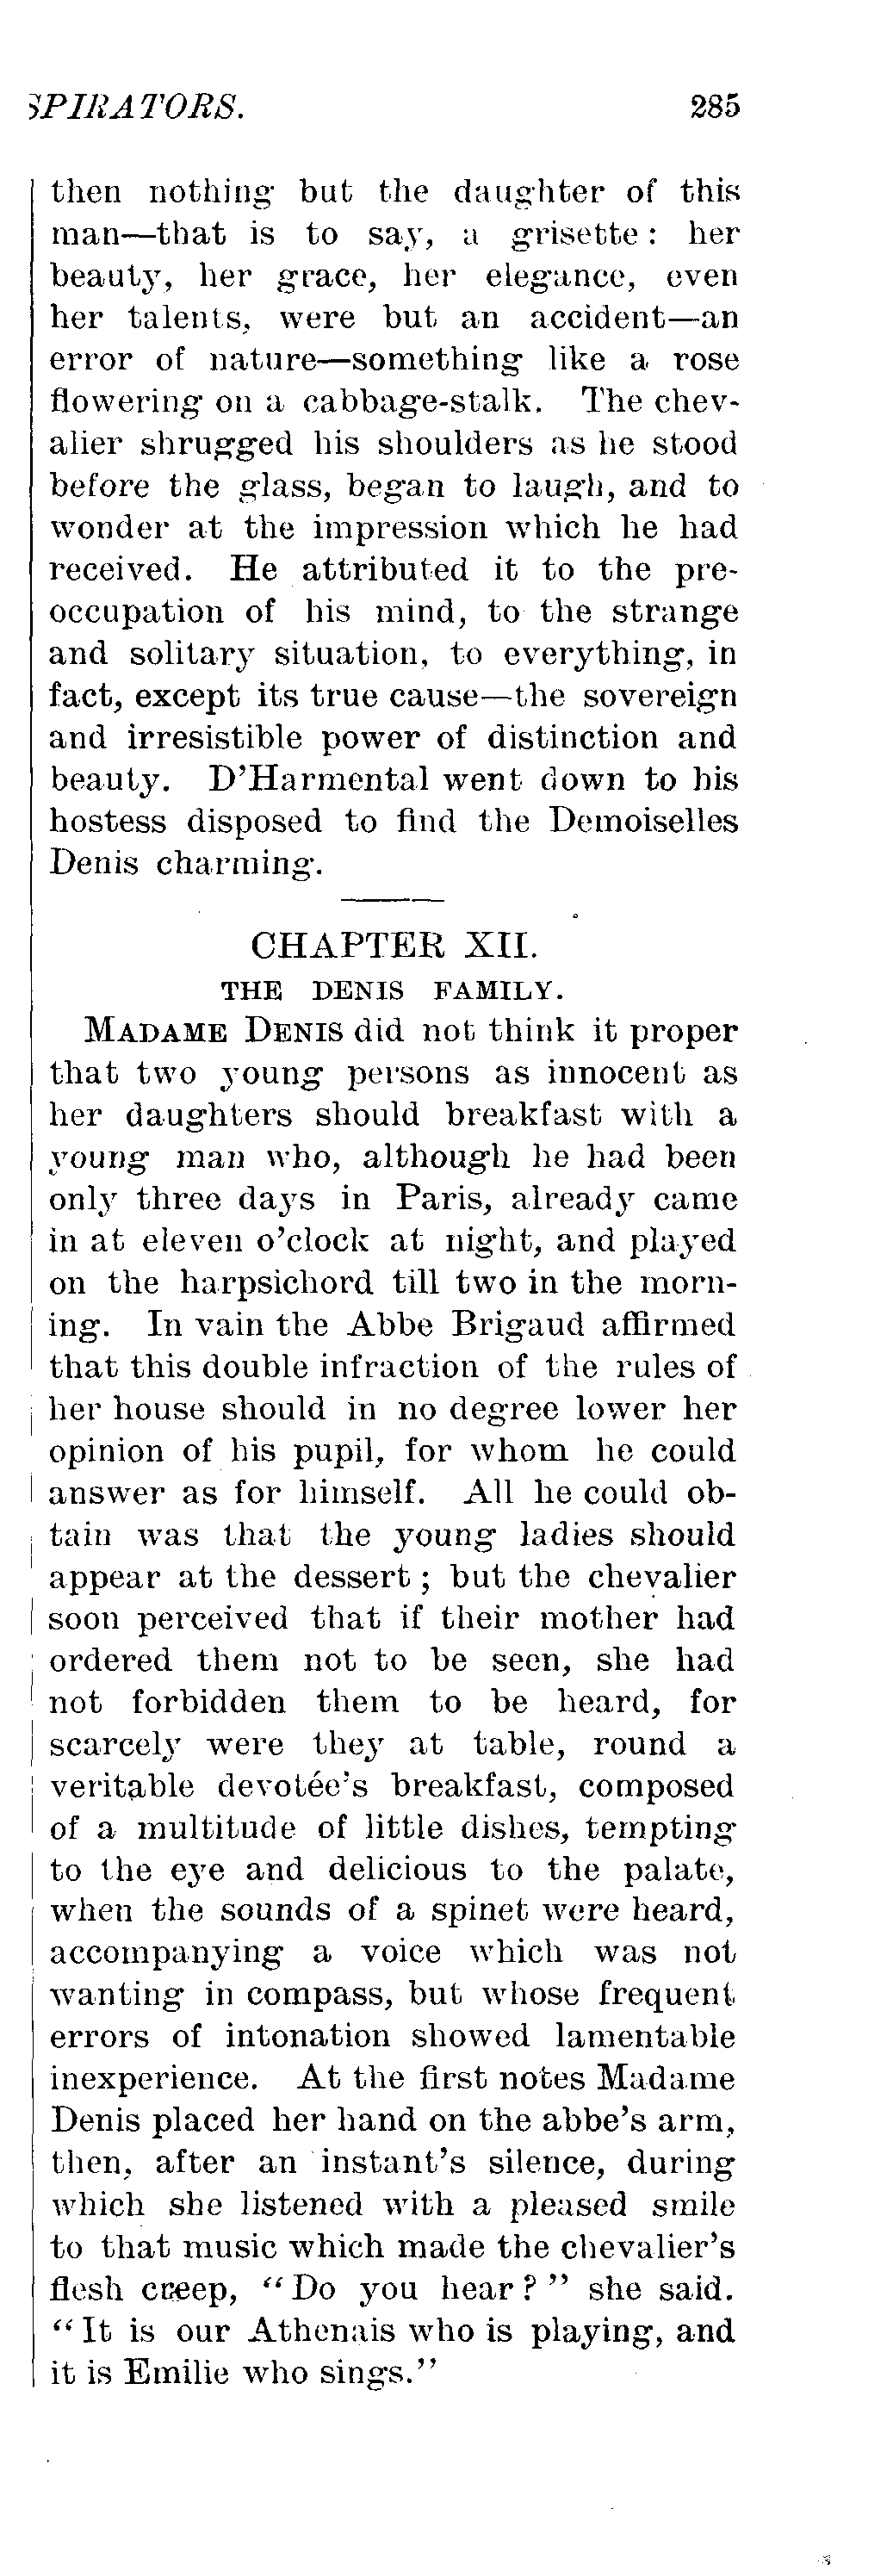 SPIRATORS. 285
then nothing but the daughter of this
man—that is to say, a grisette: her
beauty, her grace, her elegance, even
her talents, were but an accident—an
error of nature—something like a rose
flowering on a cabbage-stalk. The chev-
alier shrugged his shoulders as he stood
before the glass, began to laugh, and to
wonder at the impression which he had
received. He attributed it to the pre-
occupation of his mind, to the strange
and solitary situation, to everything, in
fact, except its true cause—the sovereign
and irresistible power of distinction and
beauty. D'Harmental went down to his
hostess disposed to find the Demoiselles
Denis charming.
CHAPTER XII.
THE DENIS FAMILY.
MADAME DENIS did not think it proper
that two young persons as innocent as
her daughters should breakfast with a
young man who, although he had been
only three days in Paris, already came
in at eleven o'clock at night, and played
on the harpsichord till two in the morn-
ing. In vain the Abbe Brigaud affirmed
that this double infraction of the rules of
her house should in no degree lower her
opinion of his pupil, for whom he could
answer as for himself. All he could ob-
tain was that the young ladies should
appear at the dessert; but the chevalier
soon perceived that if their mother had
ordered them not to be seen, she had
not forbidden them to be heard, for
scarcely were they at table, round a
veritable devotée's breakfast, composed
of a multitude of little dishes, tempting
to the eye and delicious to the palate,
when the sounds of a spinet were heard,
accompanying a voice which was not
wanting in compass, but whose frequent
errors of intonation showed lamentable
inexperience. At the first notes Madame
Denis placed her hand on the abbe's arm,
then, after an instant's silence, during
which she listened with a pleased smile
to that music which made the chevalier's
flesh creep, "Do you hear?" she said.
"It is our Athenais who is playing, and
it is Emilie who sings."